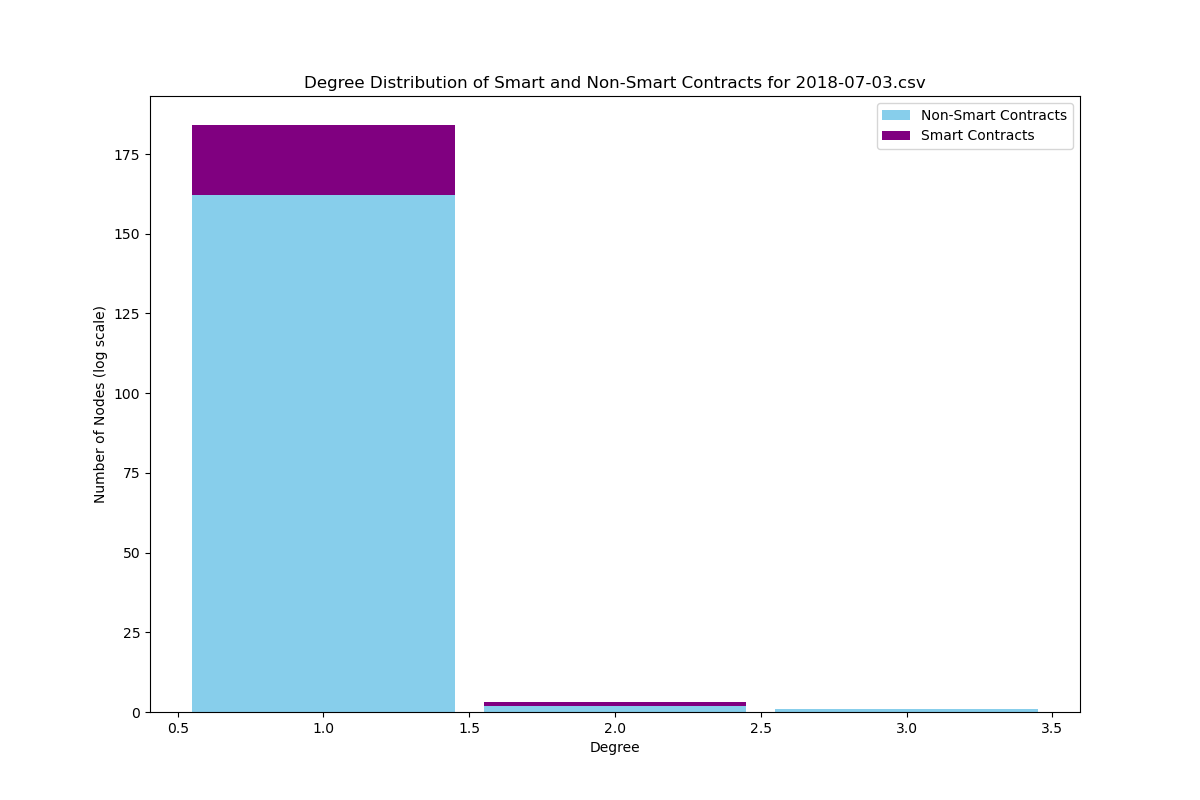 Degree Distribution of Smart and Non-Smart Contracts for 2018-07-03.csv
Non-Smart Contracts
Smart Contracts
Number of Nodes (log scale)
175
150
125
100
75
50
25
0
0.5 1.0 1.5 2.0 2.5 3.0 3.5
Degree